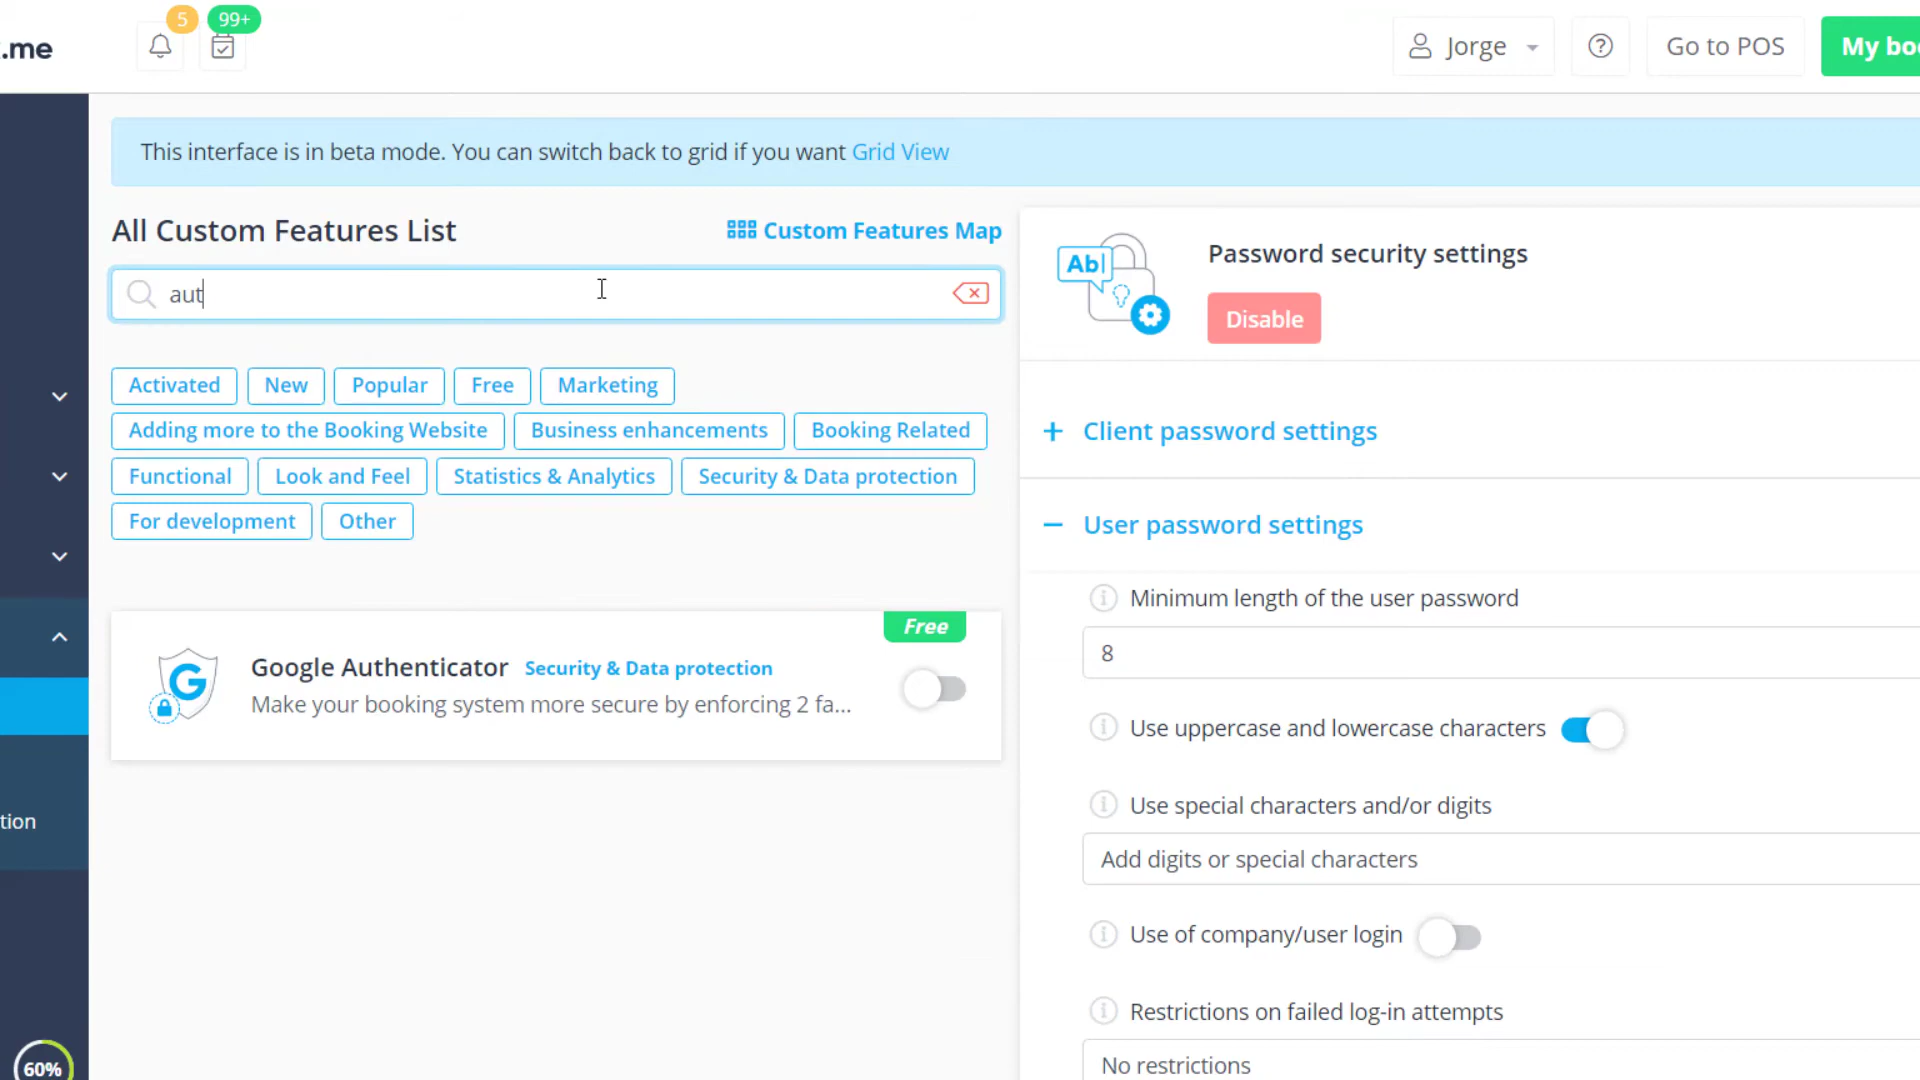 .me
5
99+
Jorge
Go to POS
My boo
This interface is in beta mode. You can switch back to grid if you want Grid View
All Custom Features List
Custom Features Map
aut
Activated
New
Popular
Free
Marketing
Adding more to the Booking Website
Business enhancements
Booking Related
Functional
Look and Feel
Statistics & Analytics
Security & Data protection
For development
Other
Free
Google Authenticator
Security & Data protection
Make your booking system more secure by enforcing 2 fa...
tion
60%
Ab
Password security settings
Disable
Client password settings
User password settings
Minimum length of the user password
8
Use uppercase and lowercase characters
Use special characters and/or digits
Add digits or special characters
Use of company/user login
Restrictions on failed log-in attempts
No restrictions